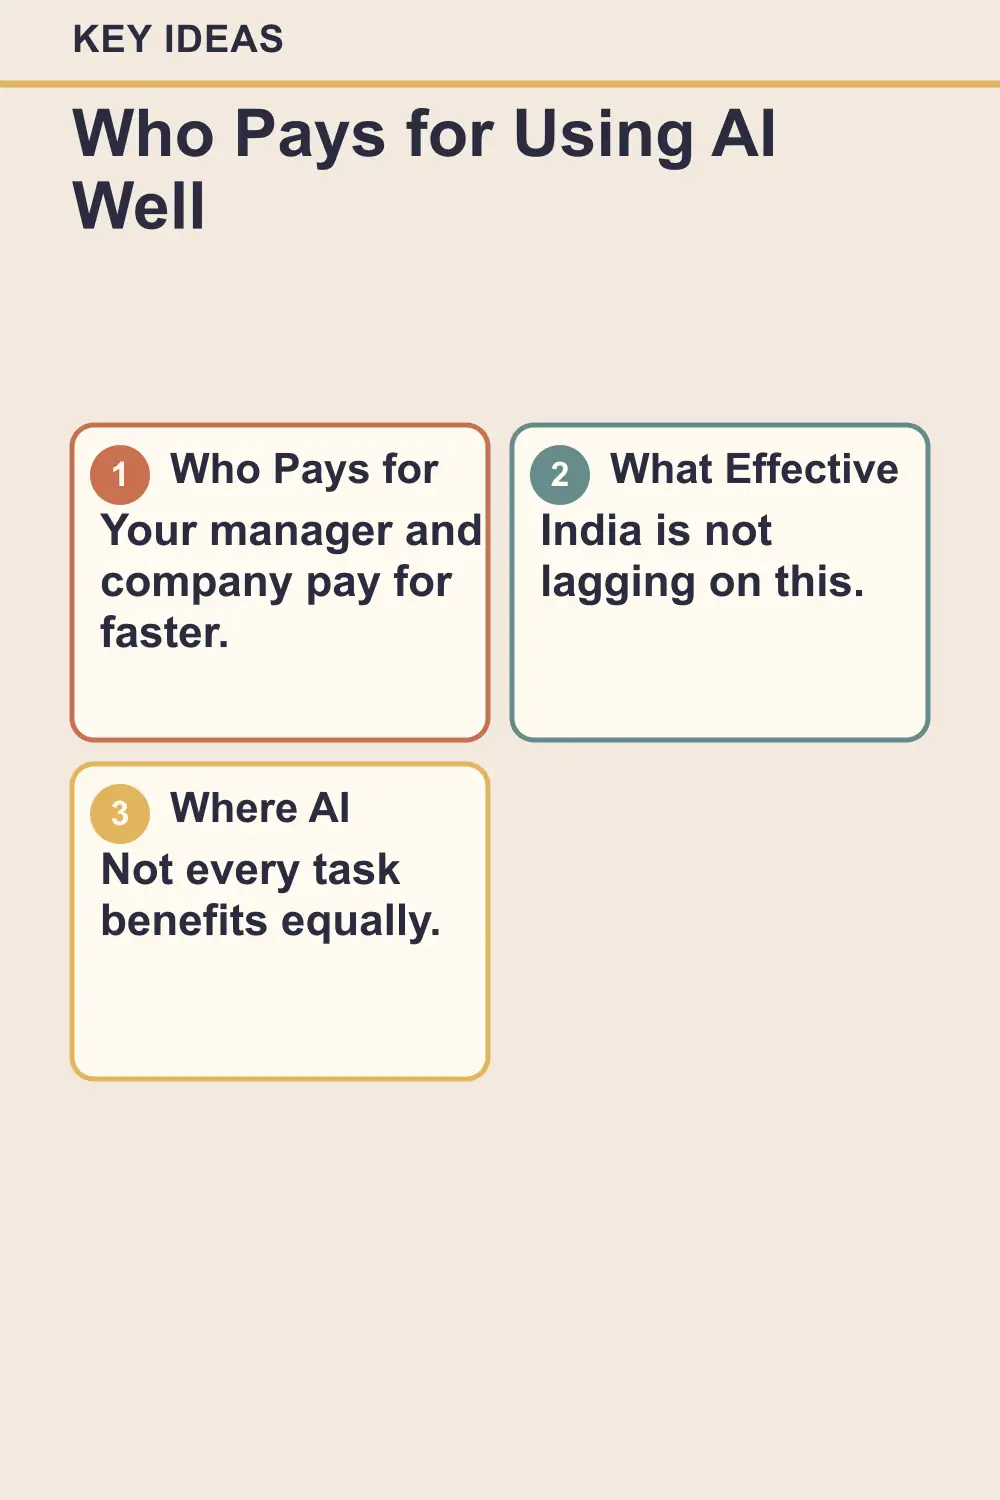 KEY IDEAS
Who Pays for Using AI
Well
1 Who Pays for
Your manager and
company pay for
faster.
2 What Effective
India is not
lagging on this.
3 Where AI
Not every task
benefits equally.